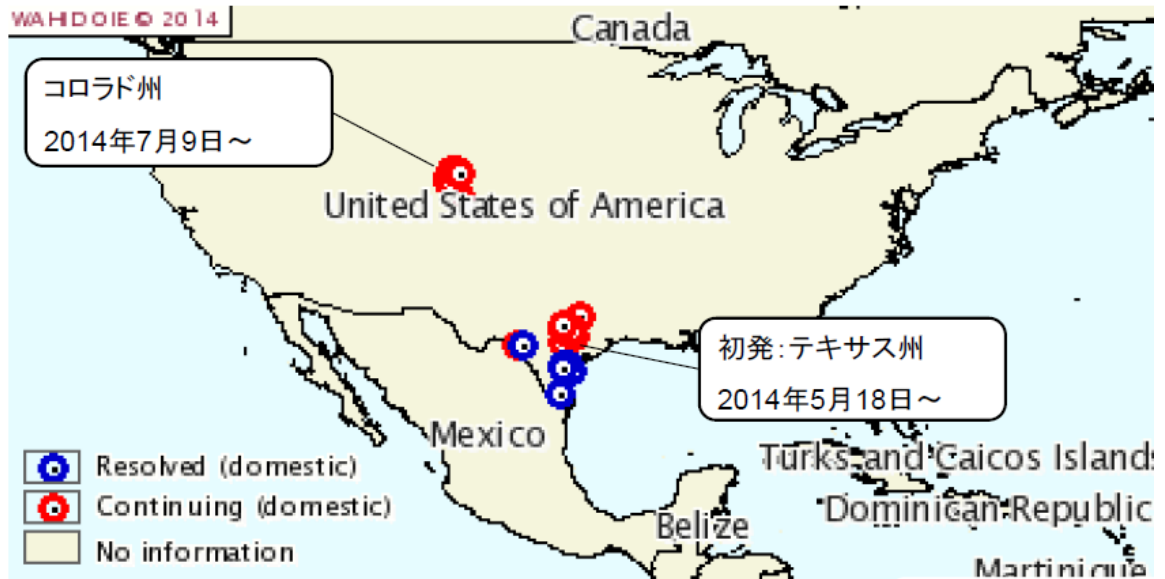 WAHIDOIE © 2014
Canada
コロラド州
2014年7月9日～
United States of America
初発：テキサス州
2014年5月18日～
Mexico
Turks and Caicos Islands
Dominican Republic
Belize
Martinique
Resolved (domestic)
Continuing (domestic)
No information